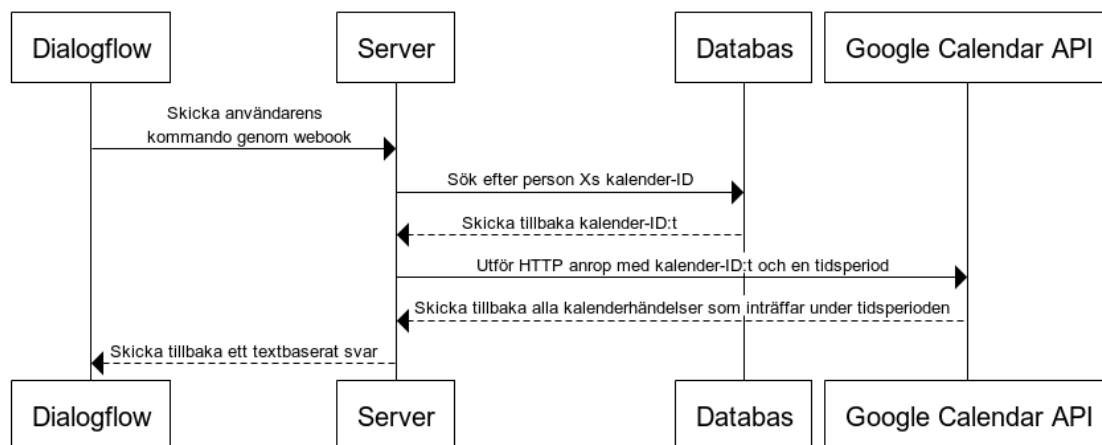 Dialogflow
Server
Databas
Google Calendar API
Skicka användarens
kommando genom webook
Sök efter person Xs kalender-ID
Skicka tillbaka kalender-ID:t
Utför HTTP anrop med kalender-ID:t och en tidsperiod
Skicka tillbaka alla kalenderhändelser som inträffar under tidsperioden
Skicka tillbaka ett textbaserat svar
Dialogflow
Server
Databas
Google Calendar API